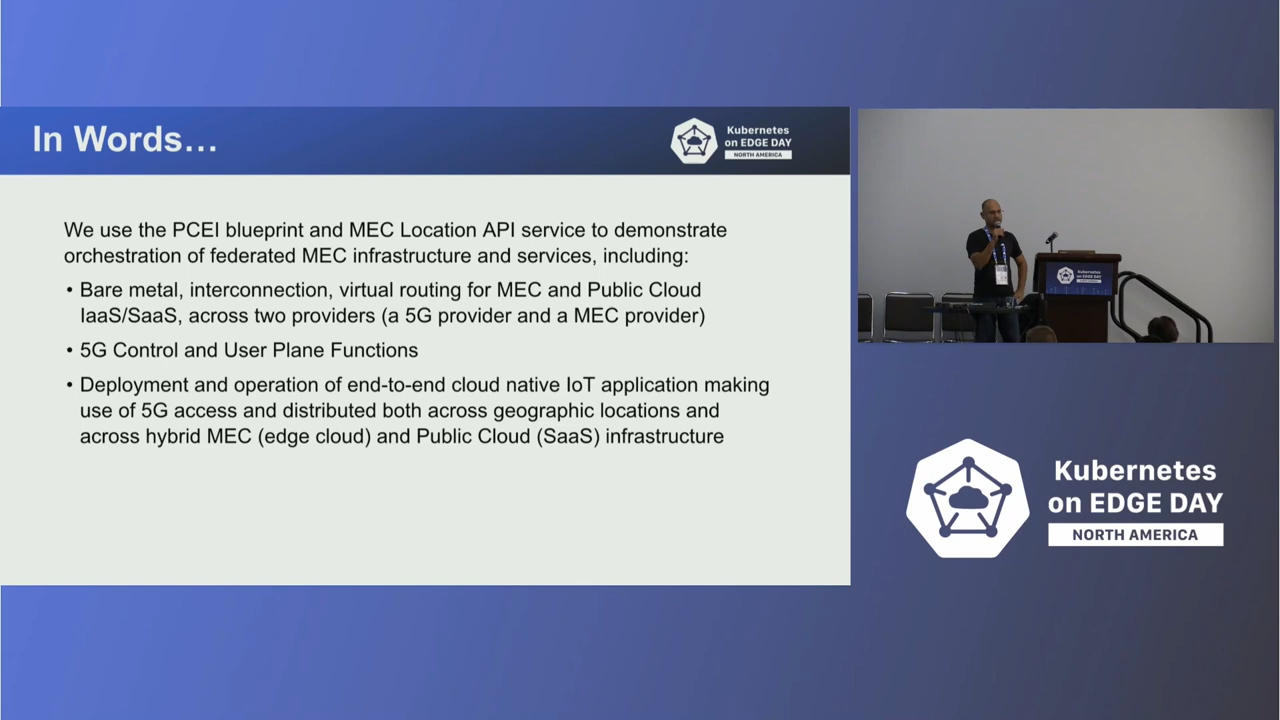 In Words…
Kubernetes
on EDGE DAY
NORTH AMERICA
We use the PCEI blueprint and MEC Location API service to demonstrate
orchestration of federated MEC infrastructure and services, including:
• Bare metal, interconnection, virtual routing for MEC and Public Cloud
IaaS/SaaS, across two providers (a 5G provider and a MEC provider)
• 5G Control and User Plane Functions
• Deployment and operation of end-to-end cloud native IoT application making
use of 5G access and distributed both across geographic locations and
across hybrid MEC (edge cloud) and Public Cloud (SaaS) infrastructure
Kubernetes
on EDGE DAY
Kubernetes
on EDGE DAY
NORTH AMERICA